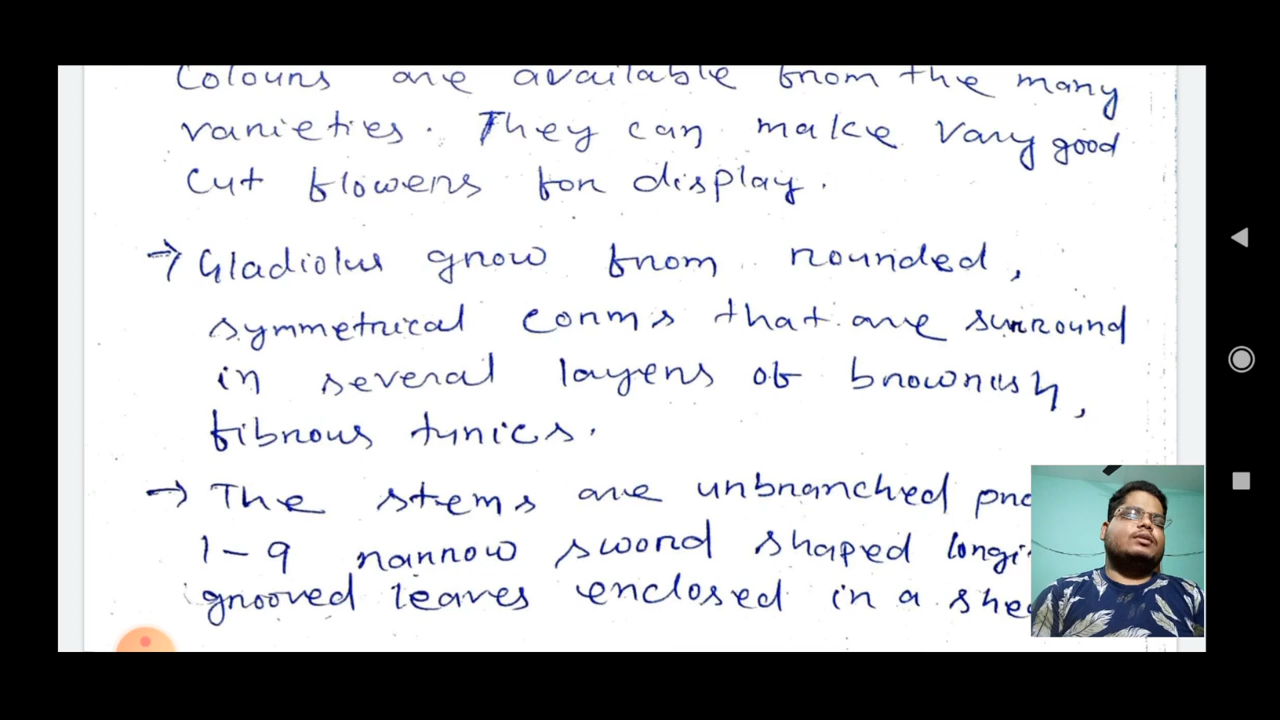 Colours are available from the many
varieties. They can make vary good
cut flowers for display.
→ Gladiolus grow from rounded,
symmetrical corms that are surround
in several layers of brownish,
fibrous tunics.
→ The stems are unbranched
1-9 narrow sword shaped
grooved leaves enclosed in a